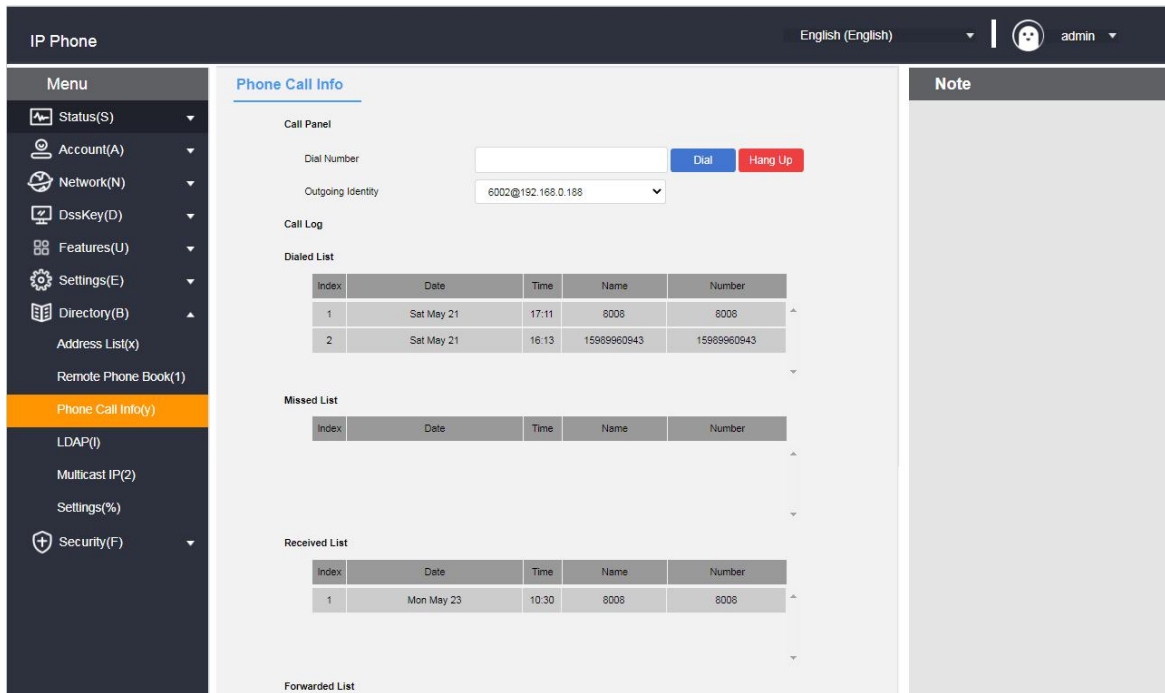 IP Phone
English (English)
admin
Menu
Status(S)
Account(A)
Network(N)
DssKey(D)
Features(U)
Settings(E)
Directory(B)
Address List(x)
Remote Phone Book(1)
Phone Call Info(y)
LDAP(l)
Multicast IP(2)
Settings(%)
Security(F)
Phone Call Info
Call Panel
Dial Number Dial Hang Up
Outgoing Identity 6002@192.168.0.188
Call Log
Dialed List
Index Date Time Name Number
1 Sat May 21 17:11 8008 8008
2 Sat May 21 16:13 15989960943 15989960943
Missed List
Index Date Time Name Number
Received List
Index Date Time Name Number
1 Mon May 23 10:30 8008 8008
Forwarded List
Note